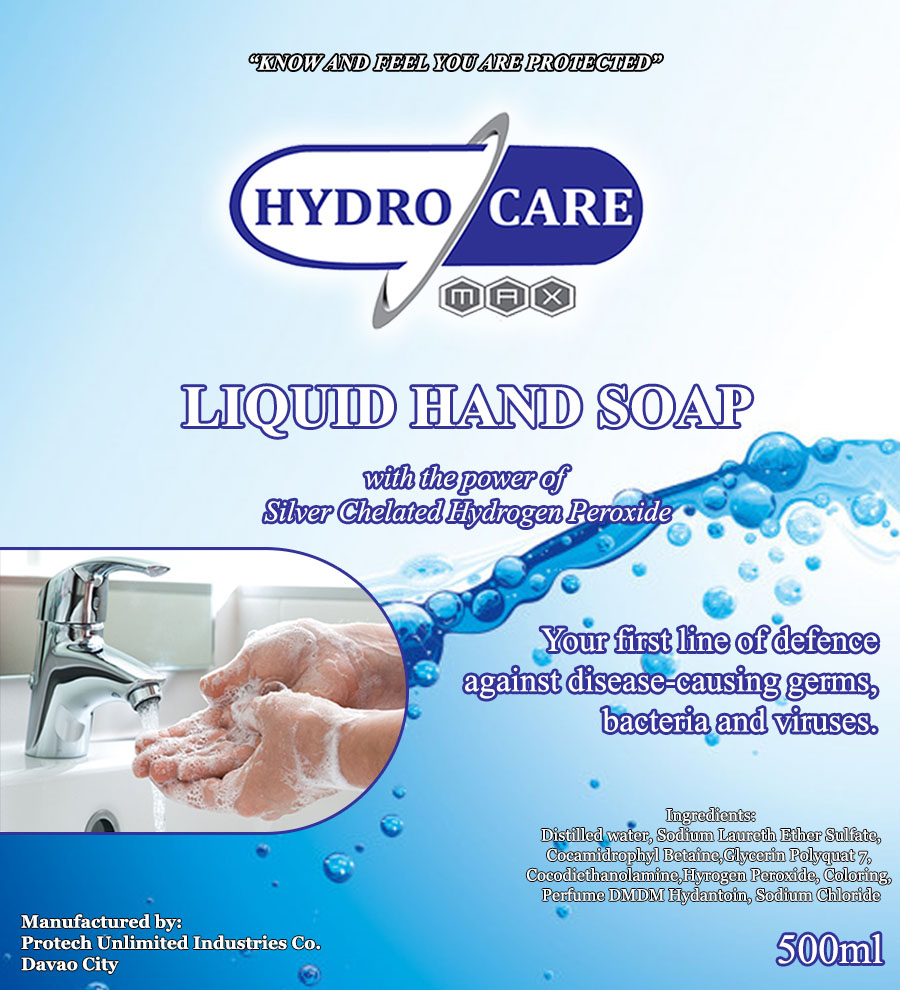 “KNOW AND FEEL YOU ARE PROTECTED”
HYDRO CARE
MAX
LIQUID HAND SOAP
with the power of
Silver Chelated Hydrogen Peroxide
Your first line of defence
against disease-causing germs,
bacteria and viruses.
Ingredients:
Distilled water, Sodium Laureth Ether Sulfate,
Cocamidrophyl Betaine,Glycerin Polyquat 7,
Cocodiethanolamine,Hyrogen Peroxide, Coloring,
Perfume DMDM Hydantoin, Sodium Chloride
Manufactured by:
Protech Unlimited Industries Co.
Davao City
500ml